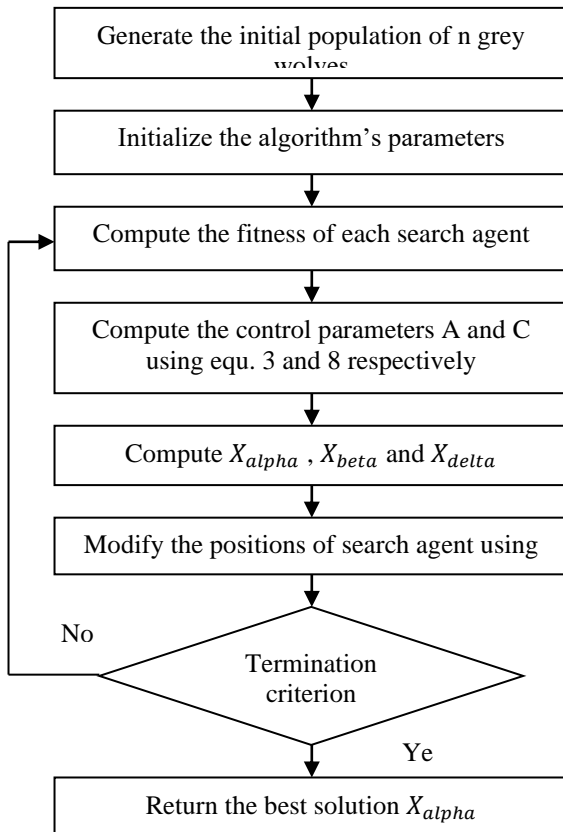 Generate the initial population of n grey
wolves
Initialize the algorithm's parameters
Compute the fitness of each search agent
Compute the control parameters A and C
using equ. 3 and 8 respectively
Compute X_alpha , X_beta and X_delta
Modify the positions of search agent using
No
Termination
criterion
Ye
Return the best solution X_alpha